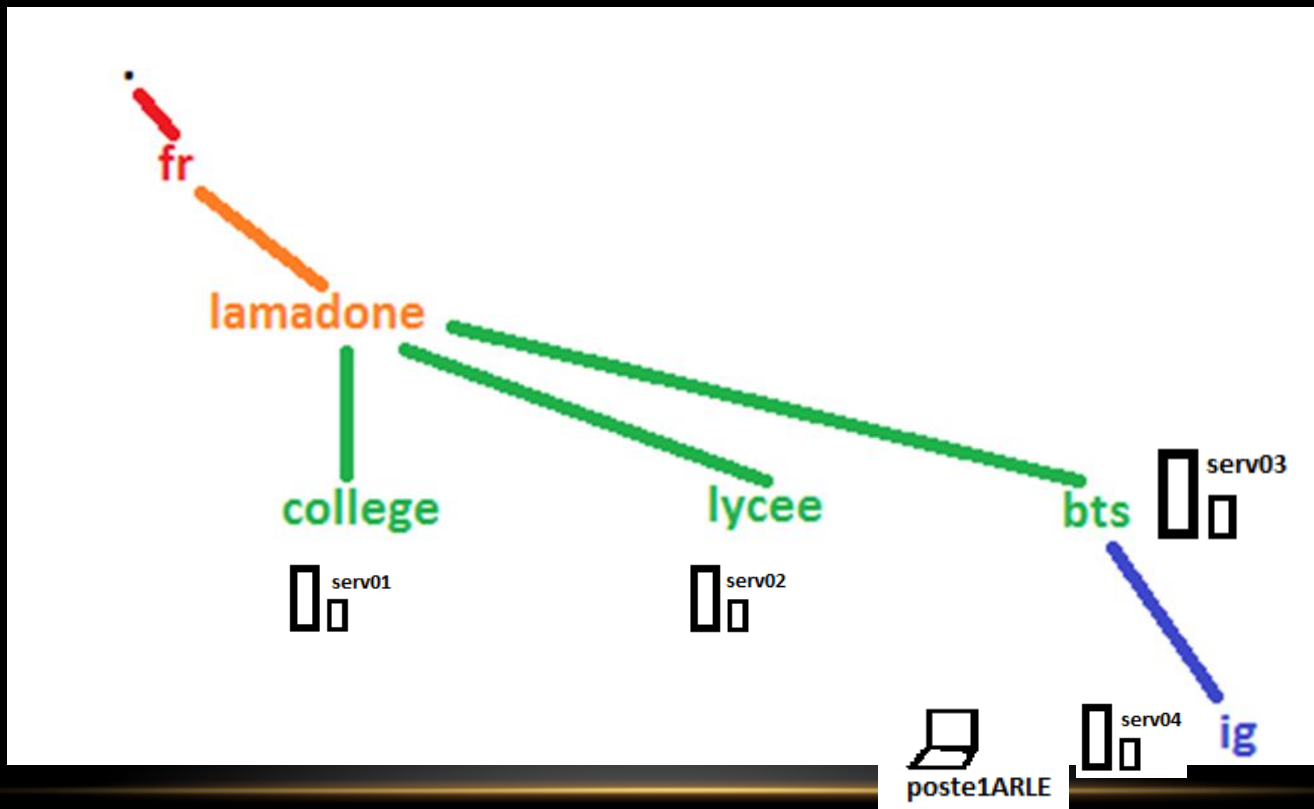 .
fr
lamadone
college
lycee
bts
serv03
serv01
serv02
serv04
ig
poste1ARLE